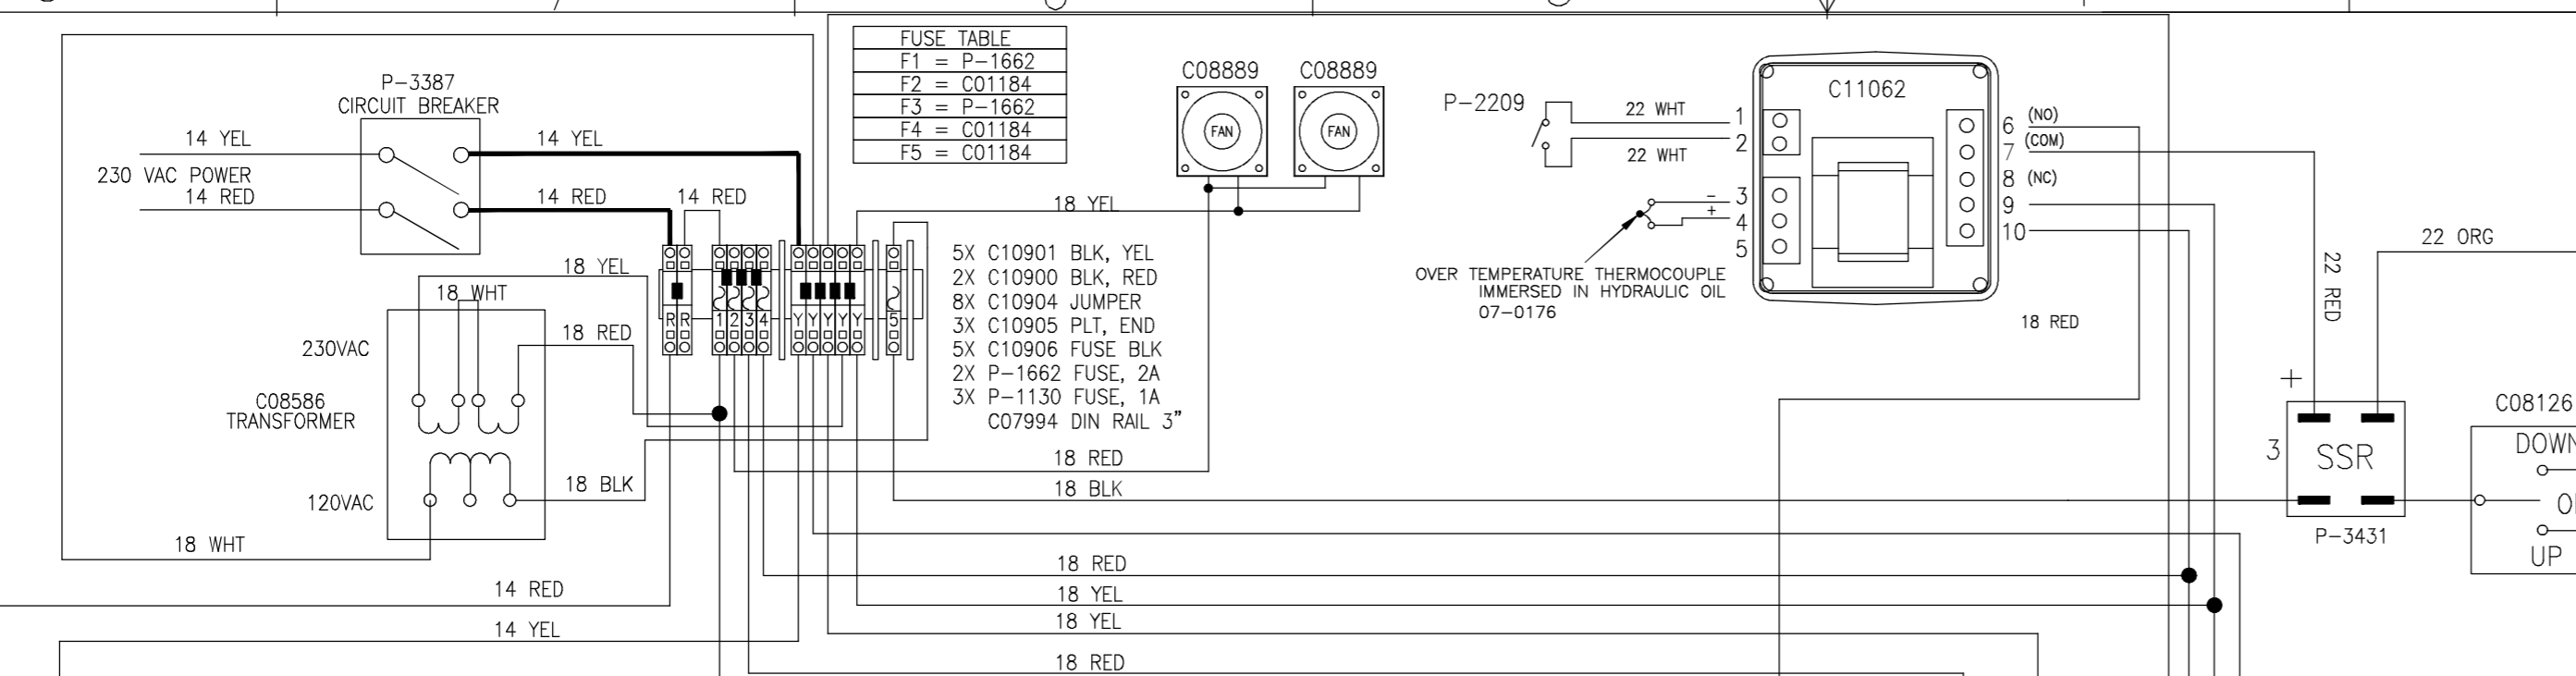 FUSE TABLE
F1 = P-1662
F2 = C01184
F3 = P-1662
F4 = C01184
F5 = C01184
P-3387
CIRCUIT BREAKER
14 YEL
14 YEL
230 VAC POWER
14 RED
14 RED
14 RED
18 YEL
18 WHT
18 RED
230VAC
C08586
TRANSFORMER
120VAC
18 BLK
18 WHT
14 RED
14 YEL
R R 1 2 3 4 Y Y Y Y Y 5
5X C10901 BLK, YEL
2X C10900 BLK, RED
8X C10904 JUMPER
3X C10905 PLT, END
5X C10906 FUSE BLK
2X P-1662 FUSE, 2A
3X P-1130 FUSE, 1A
C07994 DIN RAIL 3"
C08889
C08889
FAN
FAN
18 YEL
18 RED
18 BLK
18 RED
18 YEL
18 YEL
18 RED
P-2209
22 WHT
22 WHT
1
2
- 3
+ 4
5
OVER TEMPERATURE THERMOCOUPLE
IMMERSED IN HYDRAULIC OIL
07-0176
C11062
6 (NO)
7 (COM)
8 (NC)
9
10
18 RED
22 RED
22 ORG
+
3
SSR
P-3431
C08126
DOWN
UP